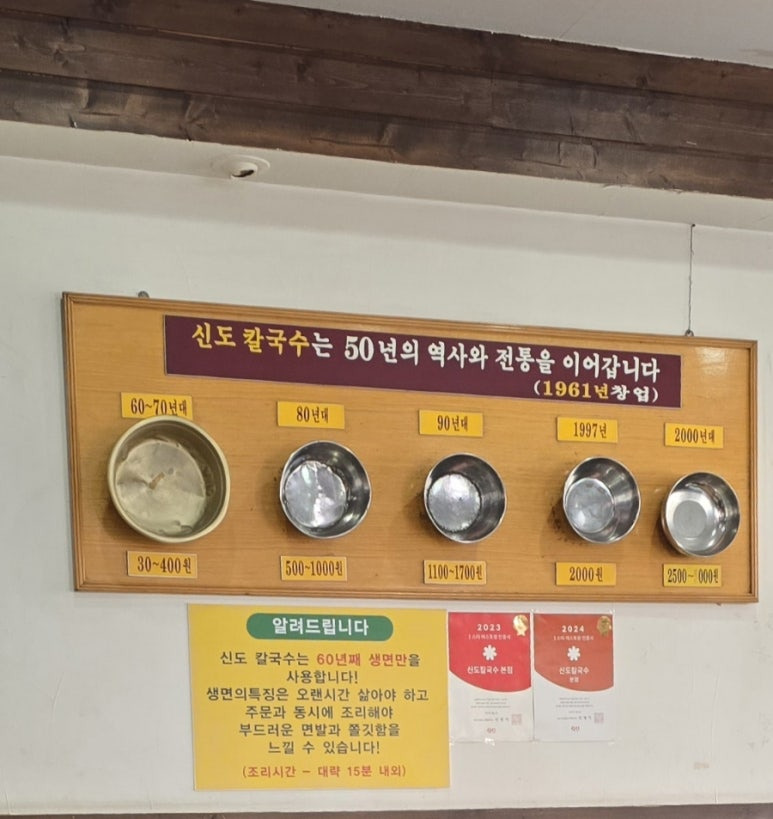 신도 칼국수는 50년의 역사와 전통을 이어갑니다
(1961년창업)
60~70년대
80년대
90년대
1997년
2000년대
30~400원
500~1000원
1100~1700원
2000원
2500~
알려드립니다
신도 칼국수는 60년째 생면만을
사용합니다!
생면의특징은 오랜시간 삶아야 하고
주문과 동시에 조리해야
부드러운 면발과 쫄깃함을
느낄 수 있습니다!
(조리시간 - 대략 15분 내외)
2023
신도칼국수 본점
2024
신도칼국수
본점